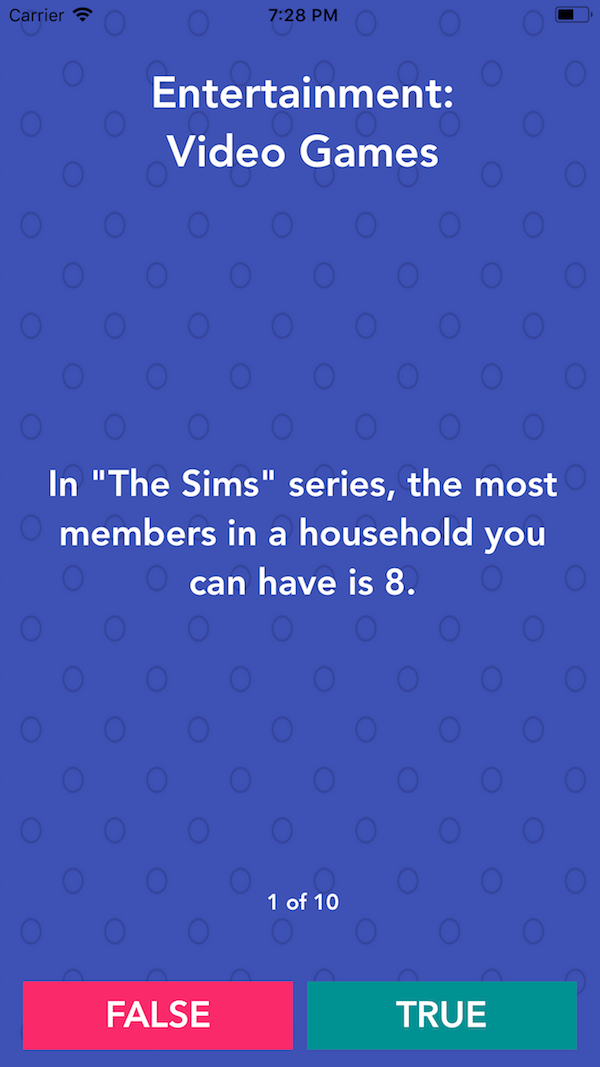 Carrier 7:28 PM
Entertainment:
Video Games
In "The Sims" series, the most
members in a household you
can have is 8.
1 of 10
FALSE TRUE